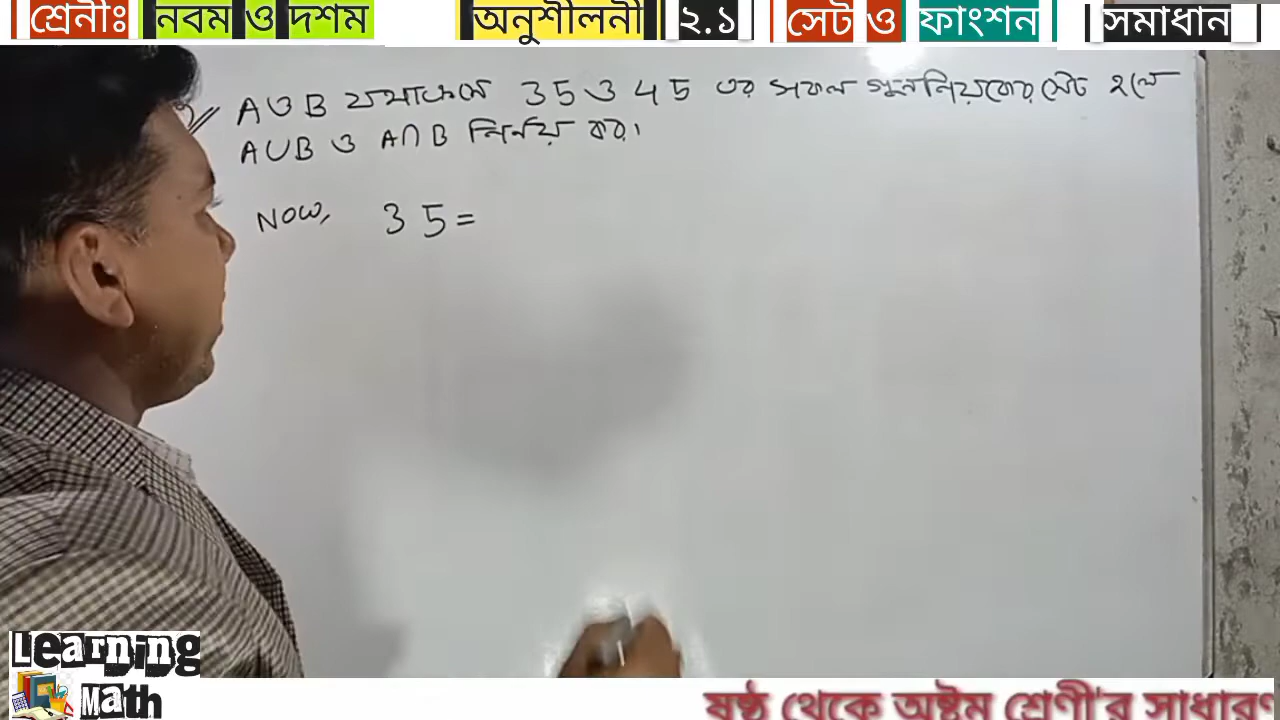 শ্রেনীঃ নবম ও দশম অনুশীলনী ২.১ সেট ও ফাংশন সমাধান
A ও B যথাক্রমে 35 ও 45 এর সকল গুননিয়কের সেট হলে
A∪B ও A∩B নির্নয় কর।
Now, 35=
Learning
Math
ষষ্ঠ থেকে অষ্টম শ্রেণী'র সাধারণ